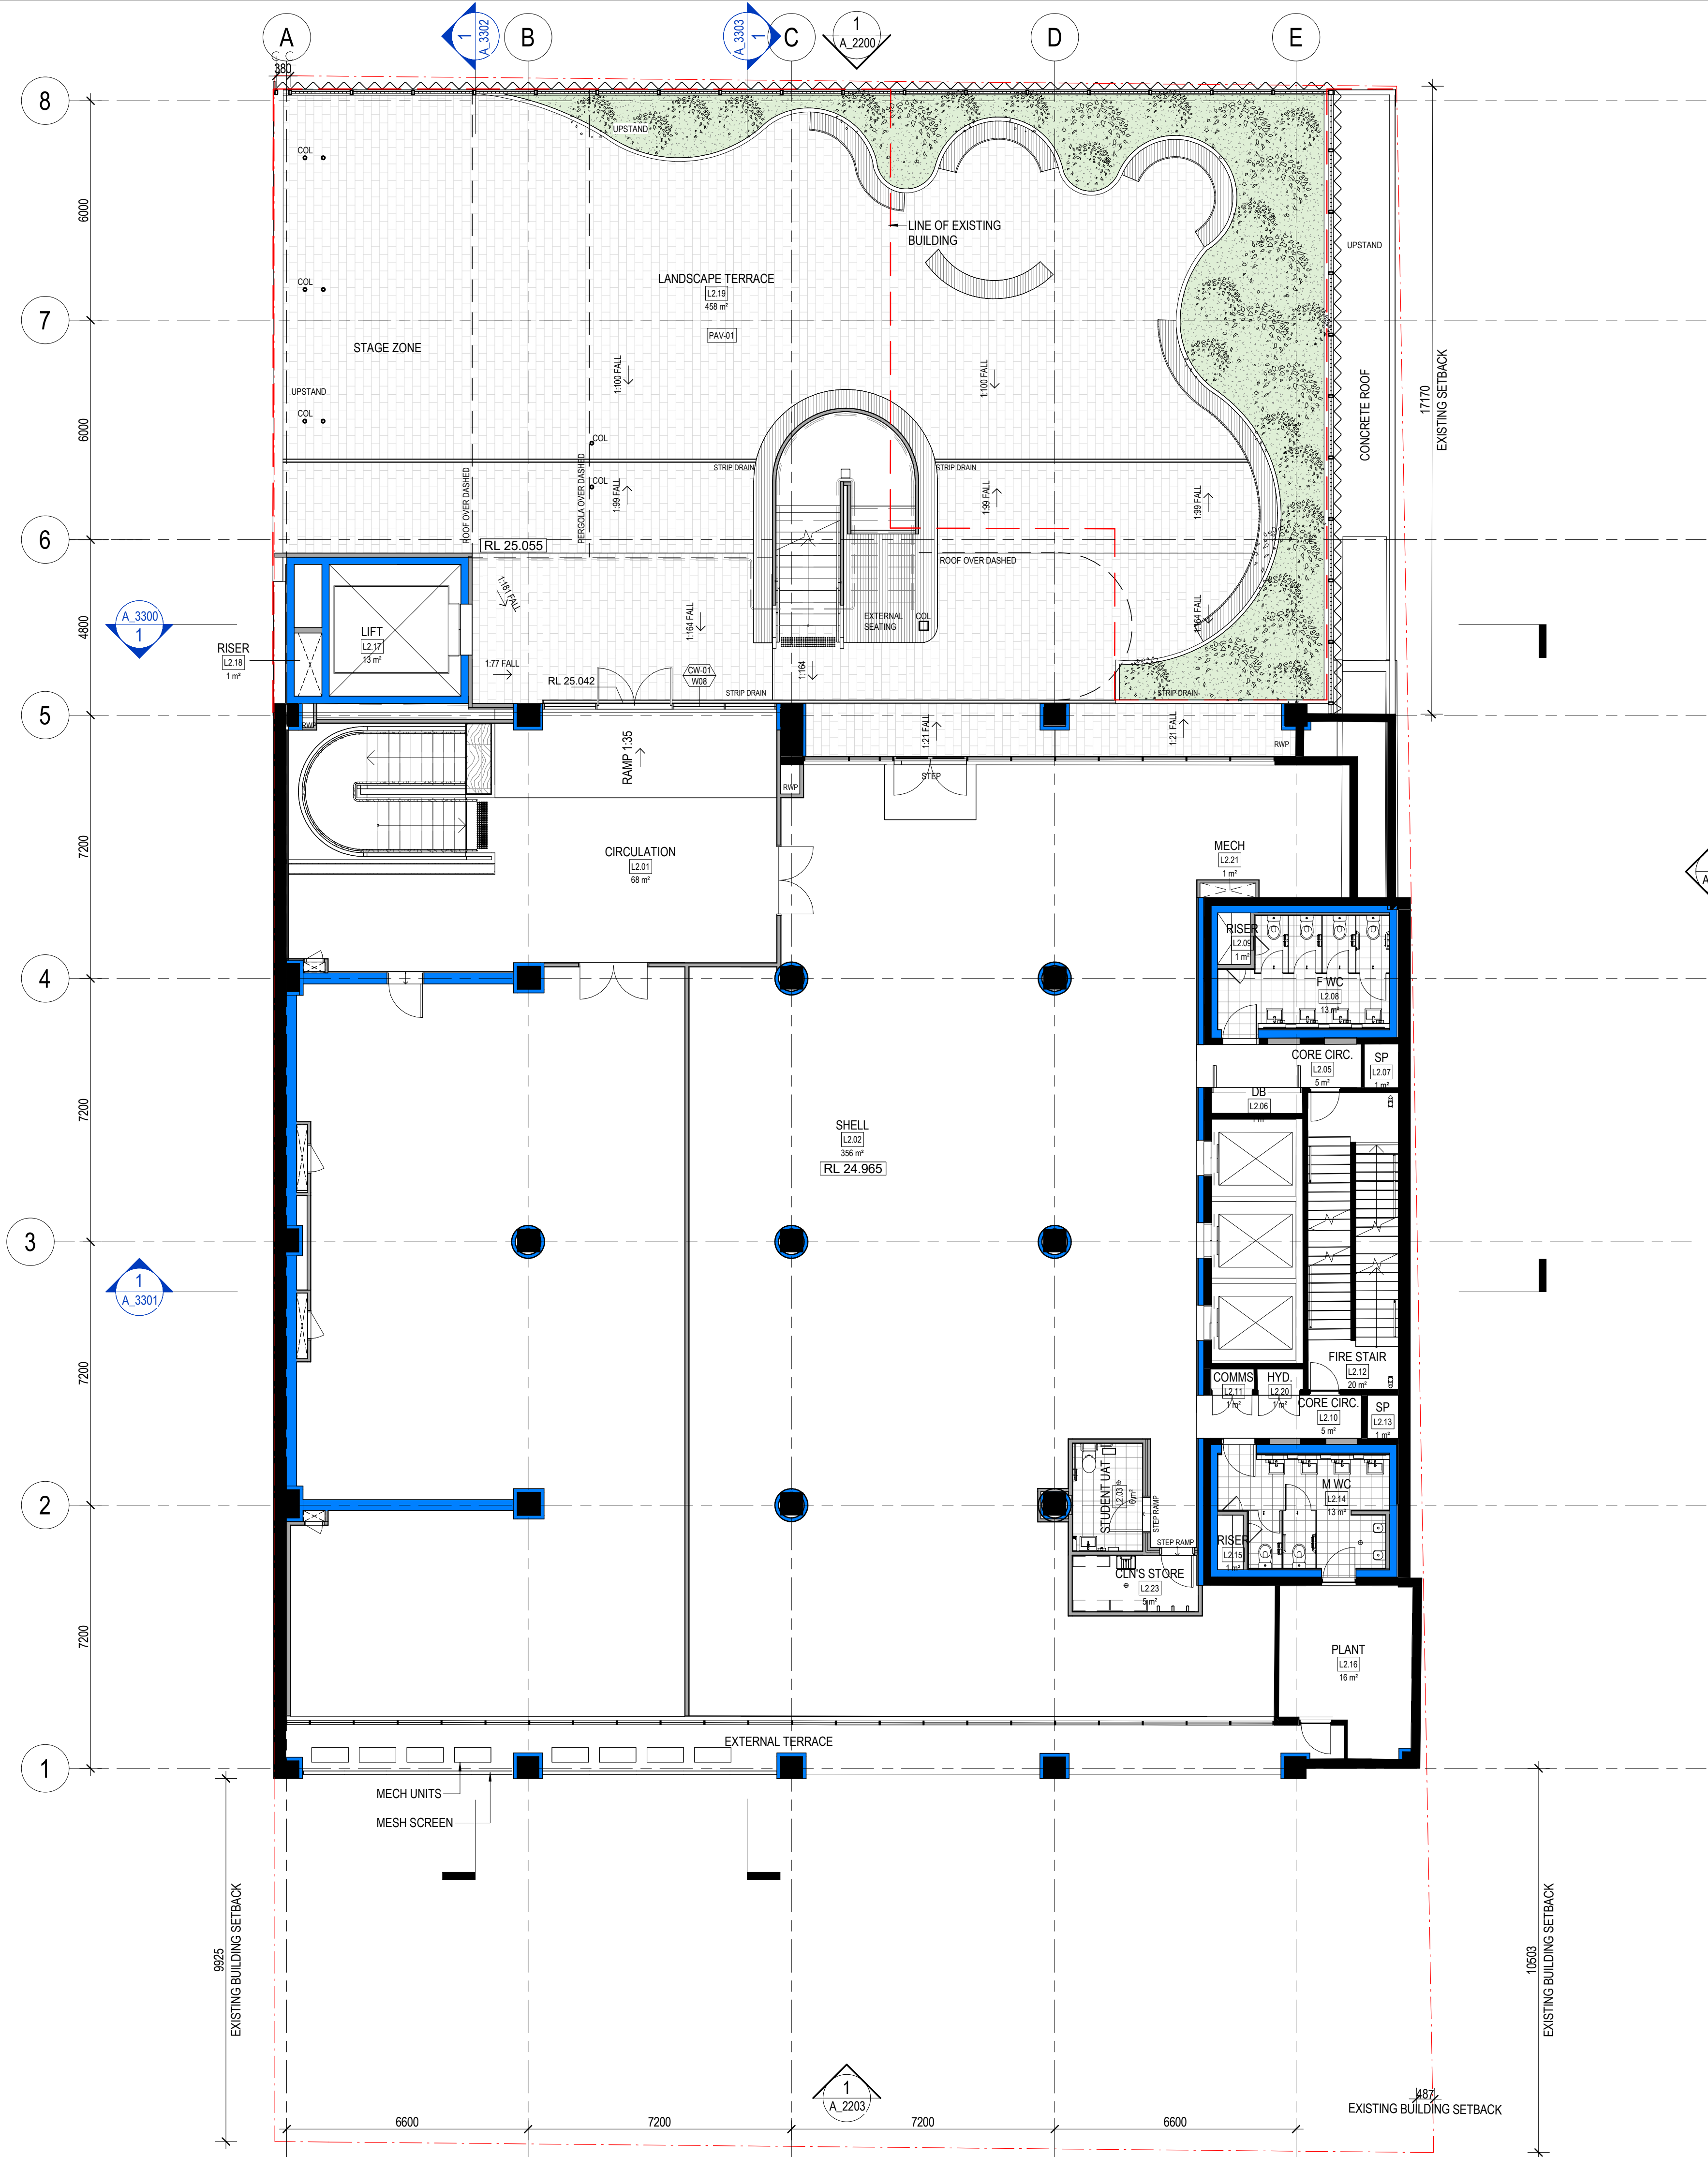 A
1
A_3302
B
A_3303
1
C
1
A_2200
D
E
380
8
UPSTAND
COL
6000
LINE OF EXISTING
BUILDING
UPSTAND
LANDSCAPE TERRACE
L2.19
458 m²
COL
7
PAV-01
STAGE ZONE
1:100 FALL
1:100 FALL
17170
EXISTING SETBACK
CONCRETE ROOF
UPSTAND
COL
6000
COL
STRIP DRAIN
STRIP DRAIN
ROOF OVER DASHED
PERGOLA OVER DASHED
COL
1:99 FALL
1:99 FALL
1:99 FALL
6
RL 25.055
ROOF OVER DASHED
1:181 FALL
A_3300
1
4800
LIFT
L2.17
13 m²
1:164 FALL
EXTERNAL
SEATING
COL
1:164 FALL
RISER
L2.18
1 m²
1:77 FALL
CW-01
W08
1:164
RL 25.042
STRIP DRAIN
STRIP DRAIN
5
RWP
RAMP 1:35
1:21 FALL
1:21 FALL
RWP
STEP
RWP
7200
CIRCULATION
L2.01
68 m²
MECH
L2.21
1 m²
A
RISER
L2.09
1 m²
4
F WC
L2.08
13 m²
CORE CIRC.
L2.05
5 m²
SP
L2.07
1 m²
7200
DB
L2.06
SHELL
L2.02
356 m²
RL 24.965
3
1
A_3301
7200
FIRE STAIR
L2.12
20 m²
COMMS
L2.11
1 m²
HYD.
L2.20
1 m²
CORE CIRC.
L2.10
5 m²
SP
L2.13
1 m²
2
STUDENT UAT
L2.03
6 m²
STEP RAMP
M WC
L2.14
13 m²
STEP RAMP
RISER
L2.15
1 m²
CLN'S STORE
L2.23
5 m²
7200
PLANT
L2.16
16 m²
EXTERNAL TERRACE
1
MECH UNITS
MESH SCREEN
9925
EXISTING BUILDING SETBACK
10503
EXISTING BUILDING SETBACK
1
A_2203
487
EXISTING BUILDING SETBACK
6600
7200
7200
6600